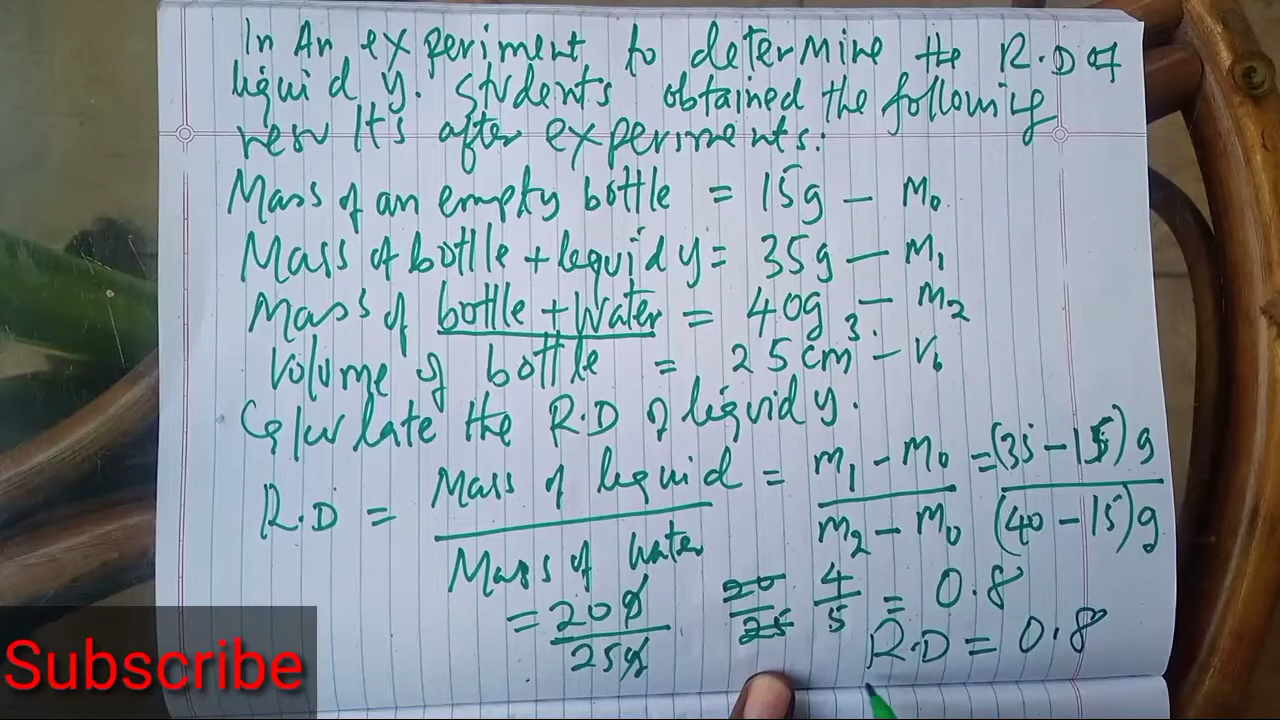 In An experiment to determine the R.D of
liquid y. Students obtained the following
results after experiments.
Mass of an empty bottle = 15g - M₀
Mass of bottle + liquid y = 35g - M₁
Mass of bottle + Water = 40g - M₂
Volume of bottle = 25cm³ - V₀
Calculate the R.D of liquid y.
R.D = Mass of liquid / Mass of water = M₁ - M₀ / M₂ - M₀ = (35 - 15)g / (40 - 15)g
= 20g / 25g 20/25 4/5 = 0.8
R.D = 0.8
Subscribe